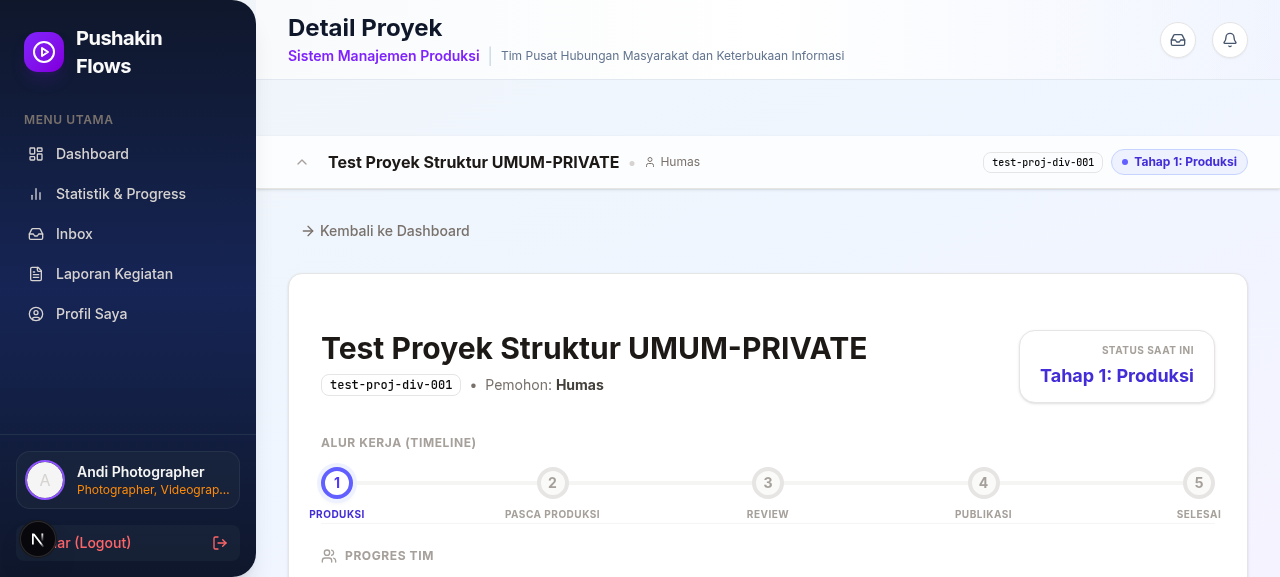 Pushakin
Flows
MENU UTAMA
Dashboard
Statistik & Progress
Inbox
Laporan Kegiatan
Profil Saya
A
Andi Photographer
Photographer, Videograp...
N
ar (Logout)
Detail Proyek
Sistem Manajemen Produksi
Tim Pusat Hubungan Masyarakat dan Keterbukaan Informasi
Test Proyek Struktur UMUM-PRIVATE
Humas
test-proj-div-001
Tahap 1: Produksi
Kembali ke Dashboard
Test Proyek Struktur UMUM-PRIVATE
test-proj-div-001 • Pemohon: Humas
STATUS SAAT INI
Tahap 1: Produksi
ALUR KERJA (TIMELINE)
1 2 3 4 5
PRODUKSI PASCA PRODUKSI REVIEW PUBLIKASI SELESAI
PROGRES TIM